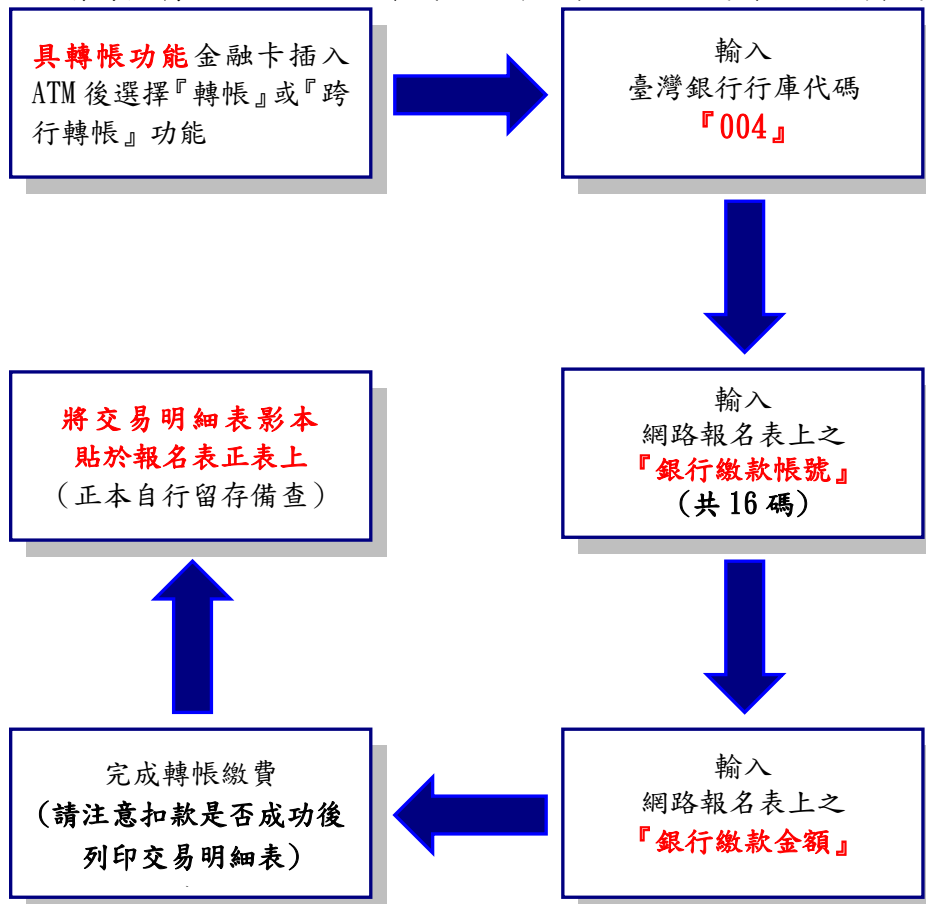 具轉帳功能金融卡插入
ATM 後選擇『轉帳』或『跨
行轉帳』功能
輸入
臺灣銀行行庫代碼
『004』
輸入
網路報名表上之
『銀行繳款帳號』
(共 16 碼)
輸入
網路報名表上之
『銀行繳款金額』
完成轉帳繳費
(請注意扣款是否成功後
列印交易明細表)
將交易明細表影本
貼於報名表正表上
(正本自行留存備查)